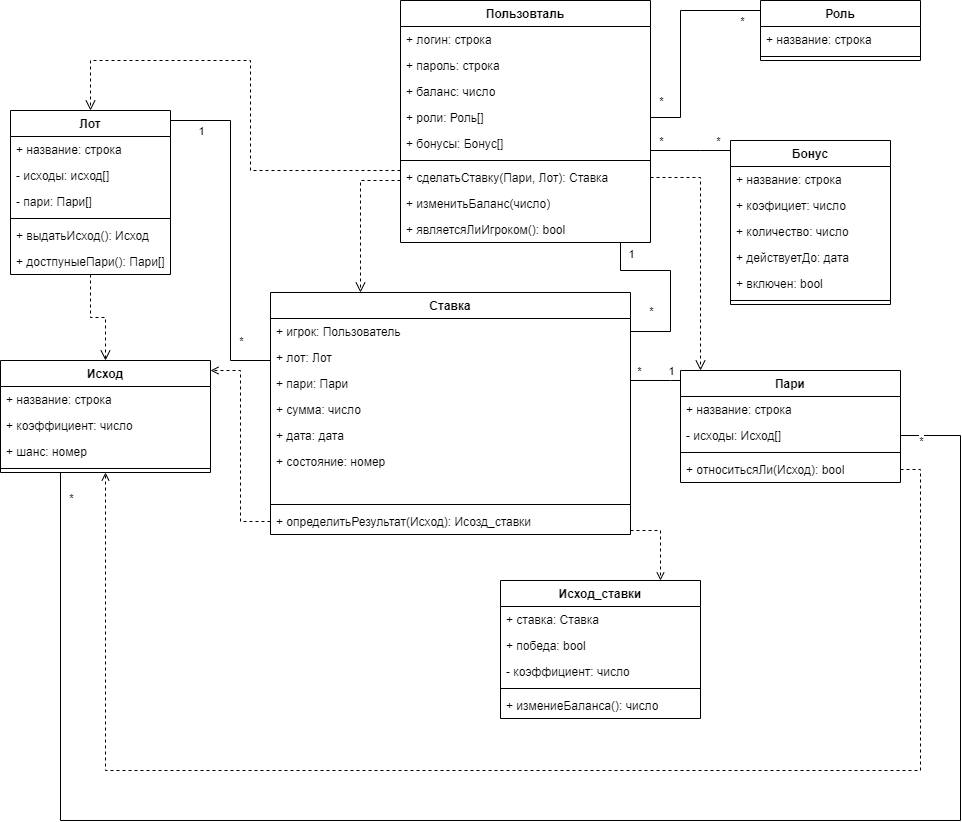 Пользовталь
+ логин: строка
+ пароль: строка
+ баланс: число
+ роли: Роль[]
+ бонусы: Бонус[]
+ сделатьСтавку(Пари, Лот): Ставка
+ изменитьБаланс(число)
+ являетсяЛиИгроком(): bool
*
*
Роль
+ название: строка
*
*
Бонус
+ название: строка
+ коэфициет: число
+ количество: число
+ действуетДо: дата
+ включен: bool
Лот
+ название: строка
- исходы: исход[]
- пари: Пари[]
+ выдатьИсход(): Исход
+ достпуныеПари(): Пари[]
1
*
1
*
Ставка
+ игрок: Пользователь
+ лот: Лот
+ пари: Пари
+ сумма: число
+ дата: дата
+ состояние: номер
+ определитьРезультат(Исход): Исозд_ставки
* 1
Исход
+ название: строка
+ коэффициент: число
+ шанс: номер
*
Пари
+ название: строка
- исходы: Исход[]
+ относитьсяЛи(Исход): bool
*
Исход_ставки
+ ставка: Ставка
+ победа: bool
- коэффициент: число
+ измениеБаланса(): число